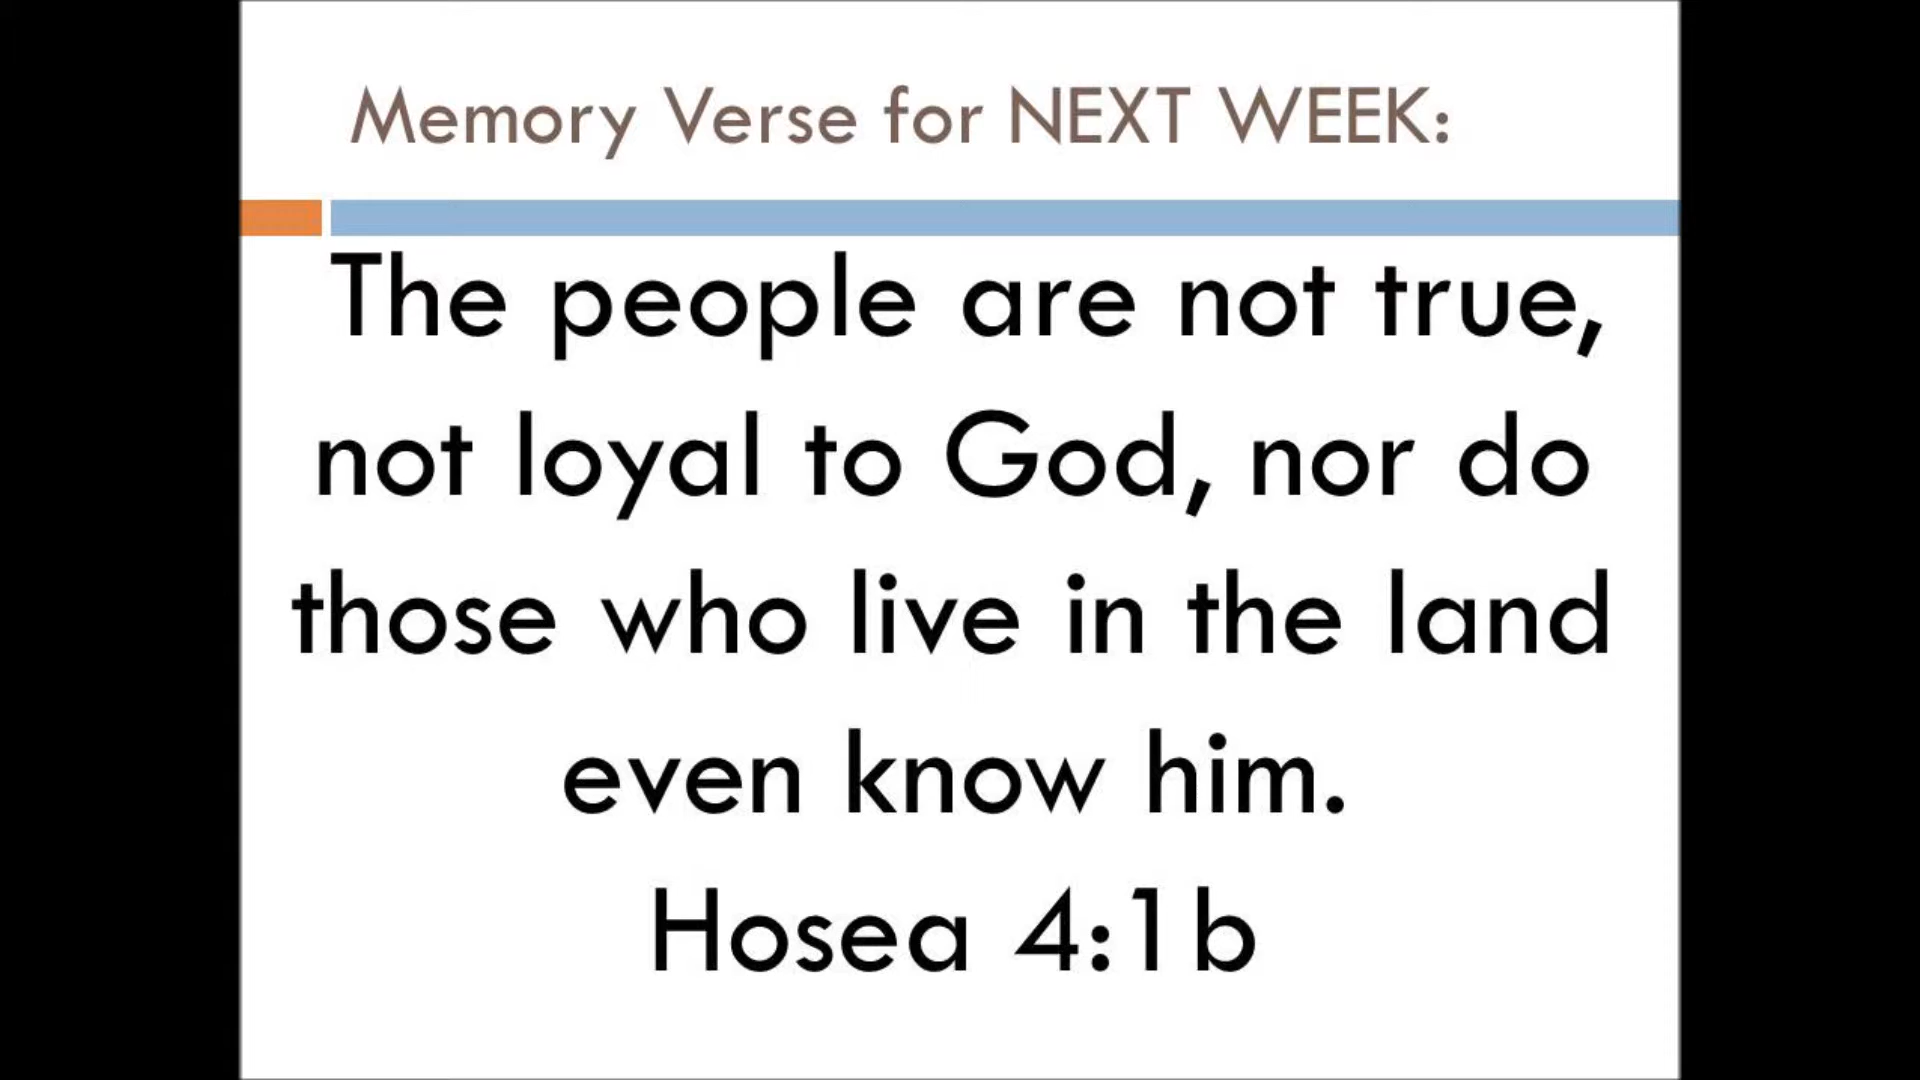 Memory Verse for NEXT WEEK:
The people are not true,
not loyal to God, nor do
those who live in the land
even know him.
Hosea 4:1b